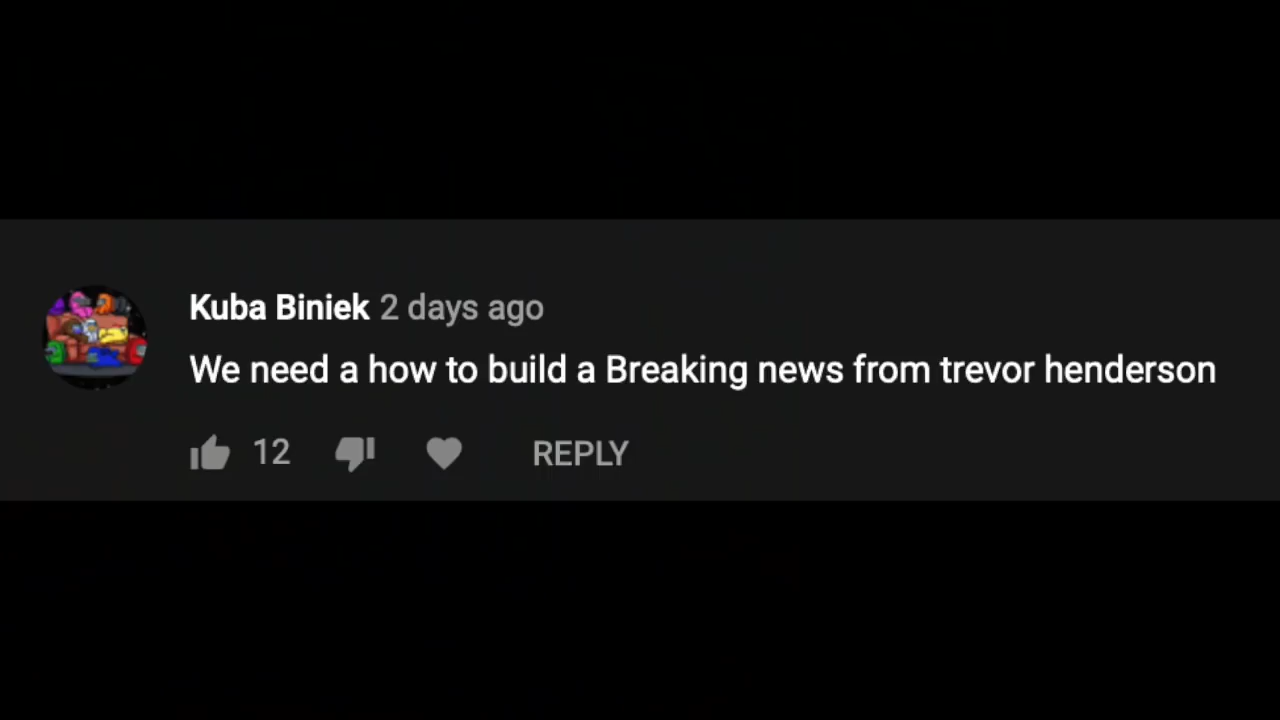 Kuba Biniek 2 days ago
We need a how to build a Breaking news from trevor henderson
12 REPLY